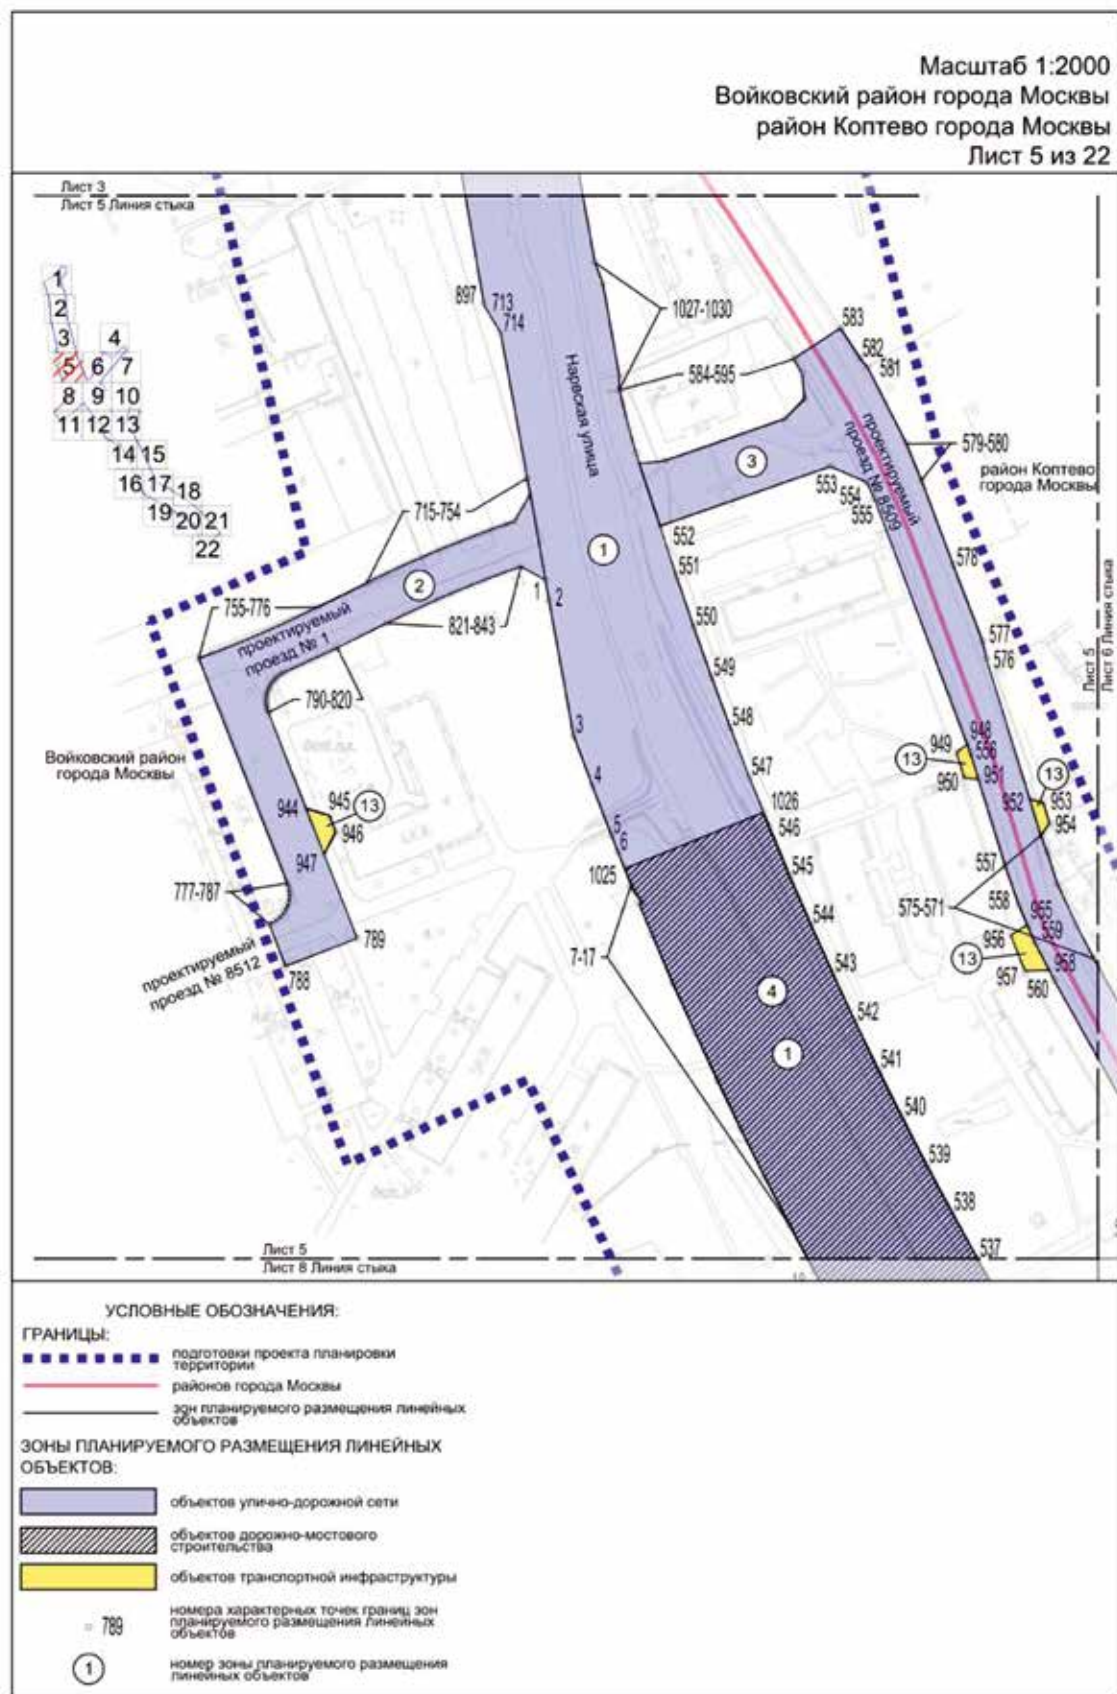 Масштаб 1:2000
Войковский район города Москвы
район Коптево города Москвы
Лист 5 из 22
Лист 3
Лист 5 Линия стыка
1
2
3 4
5 6 7
8 9 10
11 12 13
14 15
16 17 18
19 20 21
22
897
713
714
1027-1030
583
582
581
584-595
Нарвская улица
579-580
район Коптево
города Москвы
проектируемый
проезд № 8509
3
553
554
555
715-754
552
551
1
578
2
755-776
1
2
821-843
550
проектируемый
проезд № 1
577
576
549
Лист 5
Лист 6 Линия стыка
790-820
3
548
948
949
556
13
950
951
Войковский район
города Москвы
4
547
13
944
945
13
946
1026
952
953
954
5
6
546
947
545
557
1025
777-787
558
575-571
544
955
559
956
789
проектируемый
проезд № 8512
788
7-17
543
13
957
958
560
4
542
1
541
540
539
538
537
Лист 5
Лист 8 Линия стыка
УСЛОВНЫЕ ОБОЗНАЧЕНИЯ:
ГРАНИЦЫ:
подготовки проекта планировки
территории
районов города Москвы
зон планируемого размещения линейных
объектов
ЗОНЫ ПЛАНИРУЕМОГО РАЗМЕЩЕНИЯ ЛИНЕЙНЫХ
ОБЪЕКТОВ:
объектов улично-дорожной сети
объектов дорожно-мостового
строительства
объектов транспортной инфраструктуры
789
номера характерных точек границ зон
планируемого размещения линейных
объектов
1
номер зоны планируемого размещения
линейных объектов